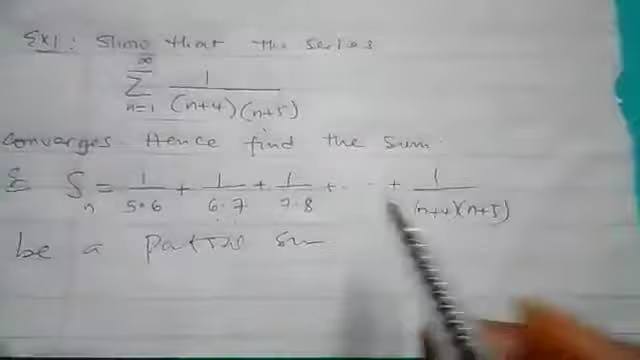 Ex1: Show that the series
∞
∑ 1/((n+4)(n+5))
n=1
converges. Hence find the sum.
Sₙ = 1/(5·6) + 1/(6·7) + 1/(7·8) + ... + 1/((n+4)(n+5))
be a partial sum